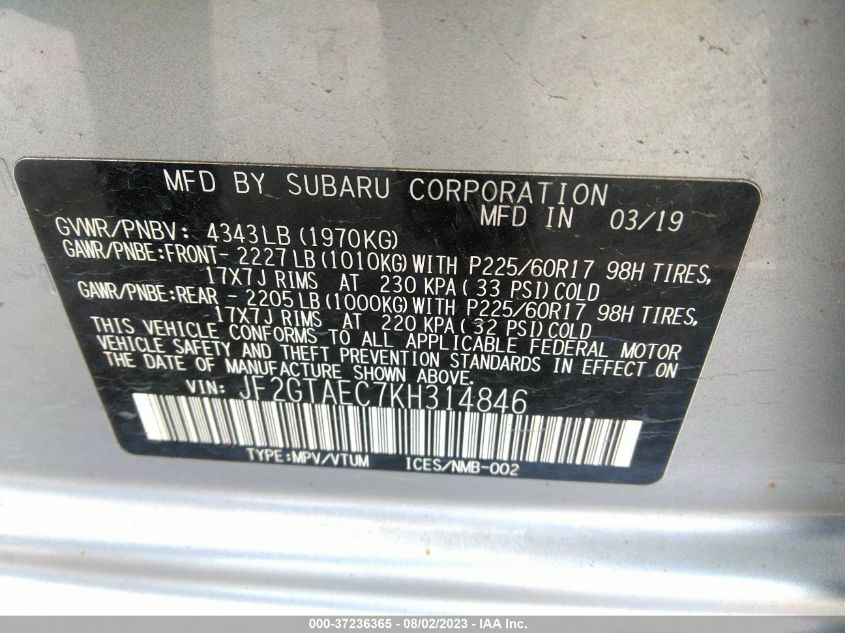 MFD BY SUBARU CORPORATION
MFD IN 03/19
GVWR/PNBV: 4343LB (1970KG)
GAWR/PNBE:FRONT- 2227LB (1010KG) WITH P225/60R17 98H TIRES,
17X7J RIMS AT 230 KPA( 33 PSI)COLD
GAWR/PNBE:REAR - 2205LB (1000KG) WITH P225/60R17 98H TIRES,
17X7J RIMS AT 220 KPA( 32 PSI)COLD
THIS VEHICLE CONFORMS TO ALL APPLICABLE FEDERAL MOTOR
VEHICLE SAFETY AND THEFT PREVENTION STANDARDS IN EFFECT ON
THE DATE OF MANUFACTURE SHOWN ABOVE.
VIN: JF2GTAEC7KH314846
TYPE:MPV/VTUM ICES/NMB-002
000-37236365 - 08/02/2023 - IAA Inc.